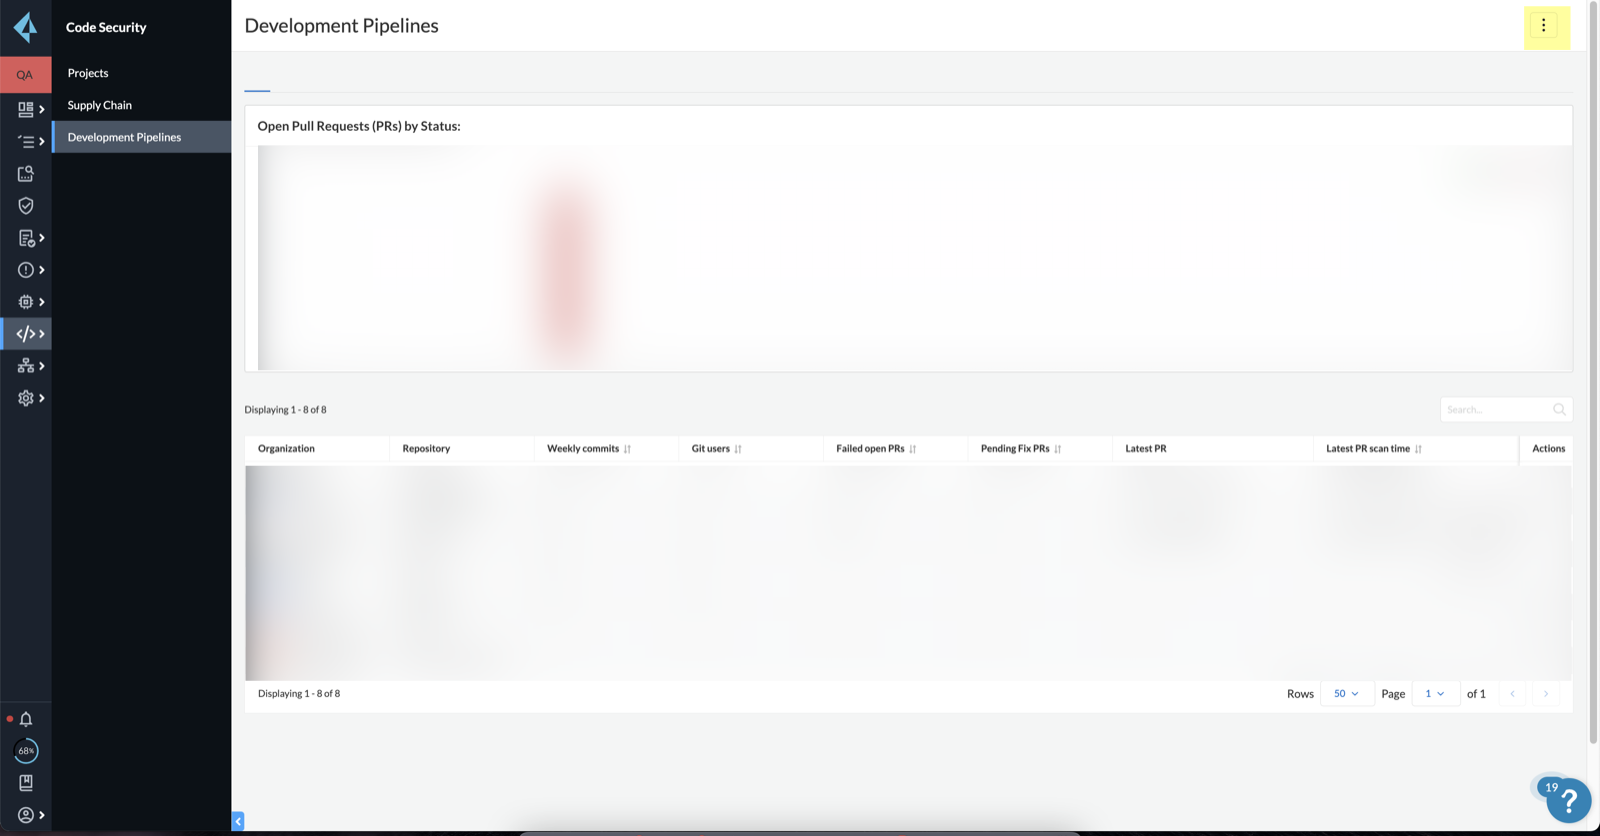 Code Security
Development Pipelines
QA
Projects
Supply Chain
Development Pipelines
Open Pull Requests (PRs) by Status:
Displaying 1 - 8 of 8
Search...
Organization Repository Weekly commits Git users Failed open PRs Pending Fix PRs Latest PR Latest PR scan time Actions
Displaying 1 - 8 of 8
Rows 50 Page 1 of 1
68%
19
?